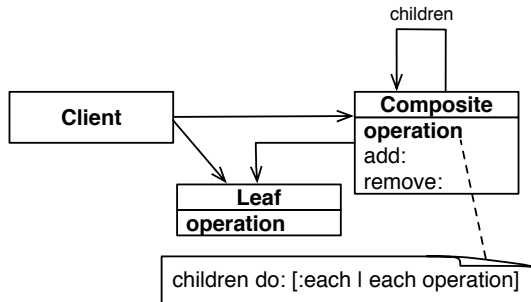 children
Client
Composite
operation
add:
remove:
Leaf
operation
children do: [:each | each operation]